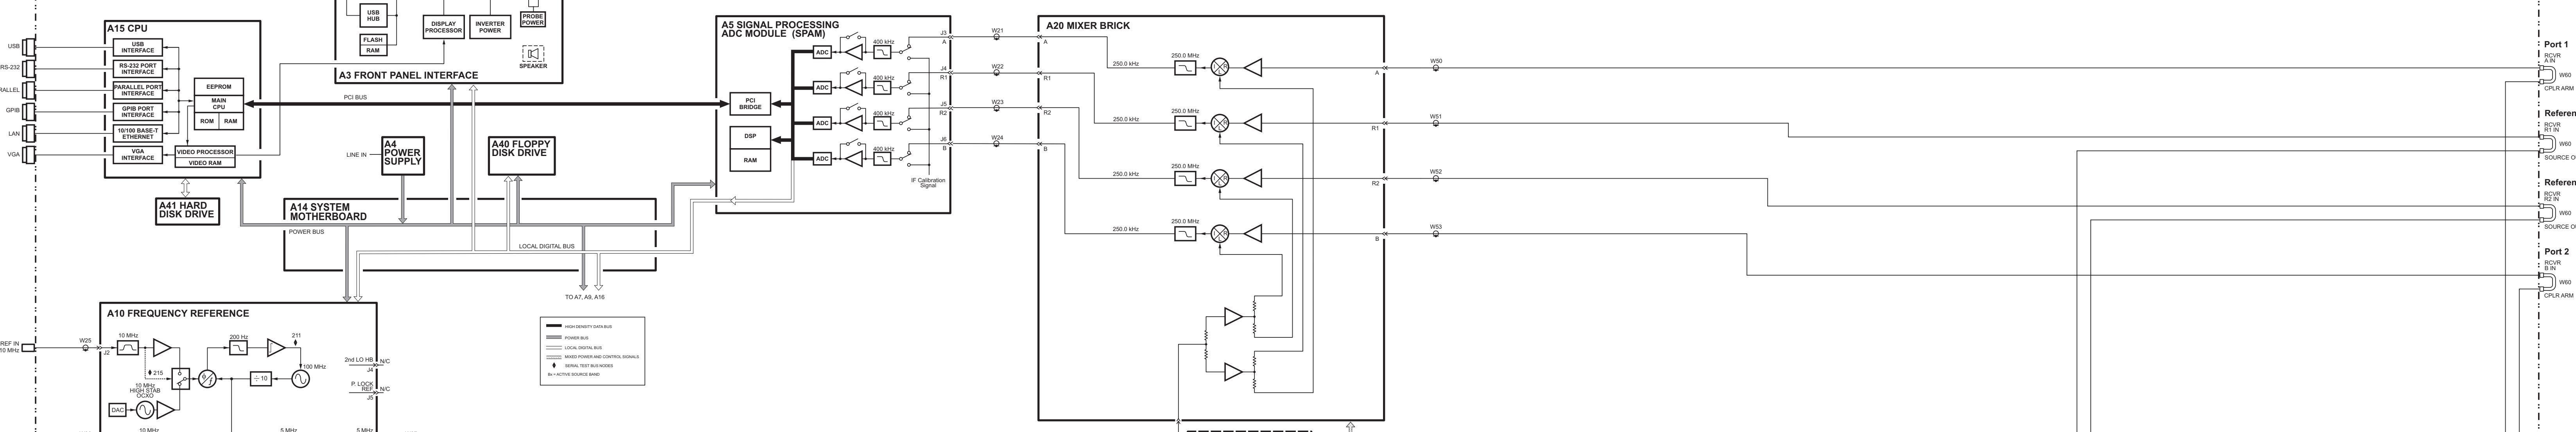 A15 CPU
USB
RS-232
GPIB
LAN
VGA
USB
INTERFACE
RS-232 PORT
INTERFACE
PARALLEL PORT
INTERFACE
GPIB PORT
INTERFACE
10/100 BASE-T
ETHERNET
VGA
INTERFACE
EEPROM
MAIN
CPU
ROM
RAM
VIDEO PROCESSOR
VIDEO RAM
A41 HARD
DISK DRIVE
USB
HUB
FLASH
RAM
DISPLAY
PROCESSOR
INVERTER
POWER
PROBE
POWER
SPEAKER
A3 FRONT PANEL INTERFACE
PCI BUS
LINE IN
A4
POWER
SUPPLY
A40 FLOPPY
DISK DRIVE
A14 SYSTEM
MOTHERBOARD
POWER BUS
LOCAL DIGITAL BUS
TO A7, A9, A16
HIGH DENSITY DATA BUS
POWER BUS
LOCAL DIGITAL BUS
MIXED POWER AND CONTROL SIGNALS
SERIAL TEST BUS NODES
= ACTIVE SOURCE BAND
A5 SIGNAL PROCESSING
ADC MODULE (SPAM)
PCI
BRIDGE
DSP
RAM
ADC
400 kHz
J3
A
ADC
400 kHz
J4
R1
ADC
400 kHz
J5
R2
ADC
400 kHz
J6
B
IF Calibration
Signal
W21
W22
W23
W24
A20 MIXER BRICK
A
R1
R2
B
250.0 kHz
250.0 MHz
I
R
L
A
250.0 kHz
250.0 MHz
I
R
L
R1
250.0 kHz
250.0 MHz
I
R
L
R2
250.0 kHz
250.0 MHz
I
R
L
B
W50
W51
W52
W53
Port 1
RCVR
A IN
W60
CPLR ARM
RCVR
R1 IN
W60
RCVR
R2 IN
W60
Port 2
RCVR
B IN
W60
CPLR ARM
A10 FREQUENCY REFERENCE
REF IN
10 MHz
W25
J2
10 MHz
215
10 MHz
HIGH STAB
OCXO
DAC
200 Hz
211
÷10
100 MHz
2nd LO HB
N/C
J4
P. LOCK
REF
N/C
J5
10 MHz
5 MHz
5 MHz